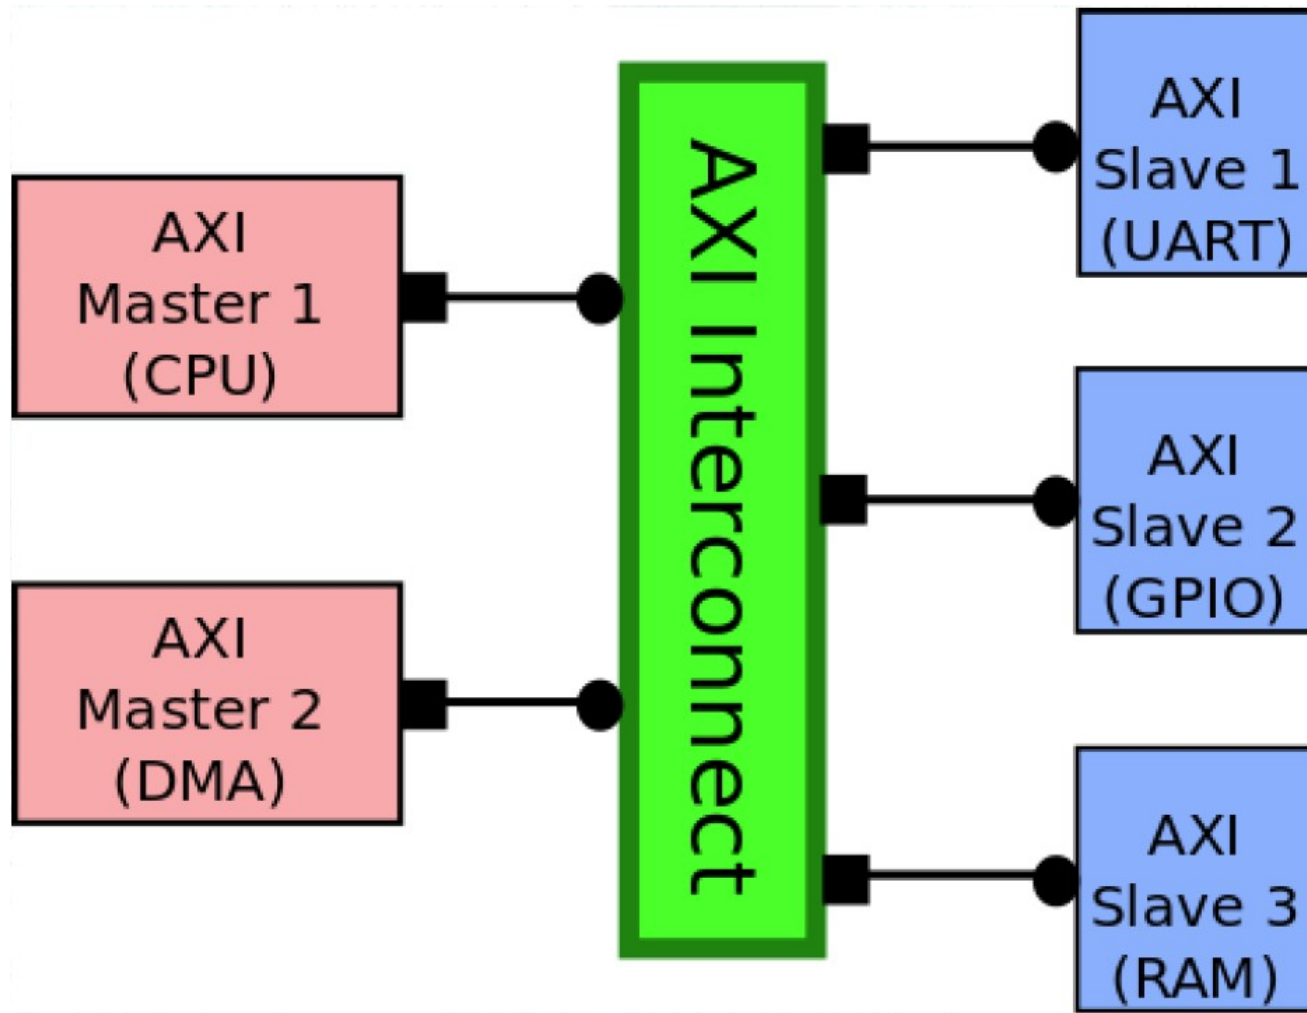 AXI
Master 1
(CPU)
AXI
Master 2
(DMA)
AXI Interconnect
AXI
Slave 1
(UART)
AXI
Slave 2
(GPIO)
AXI
Slave 3
(RAM)